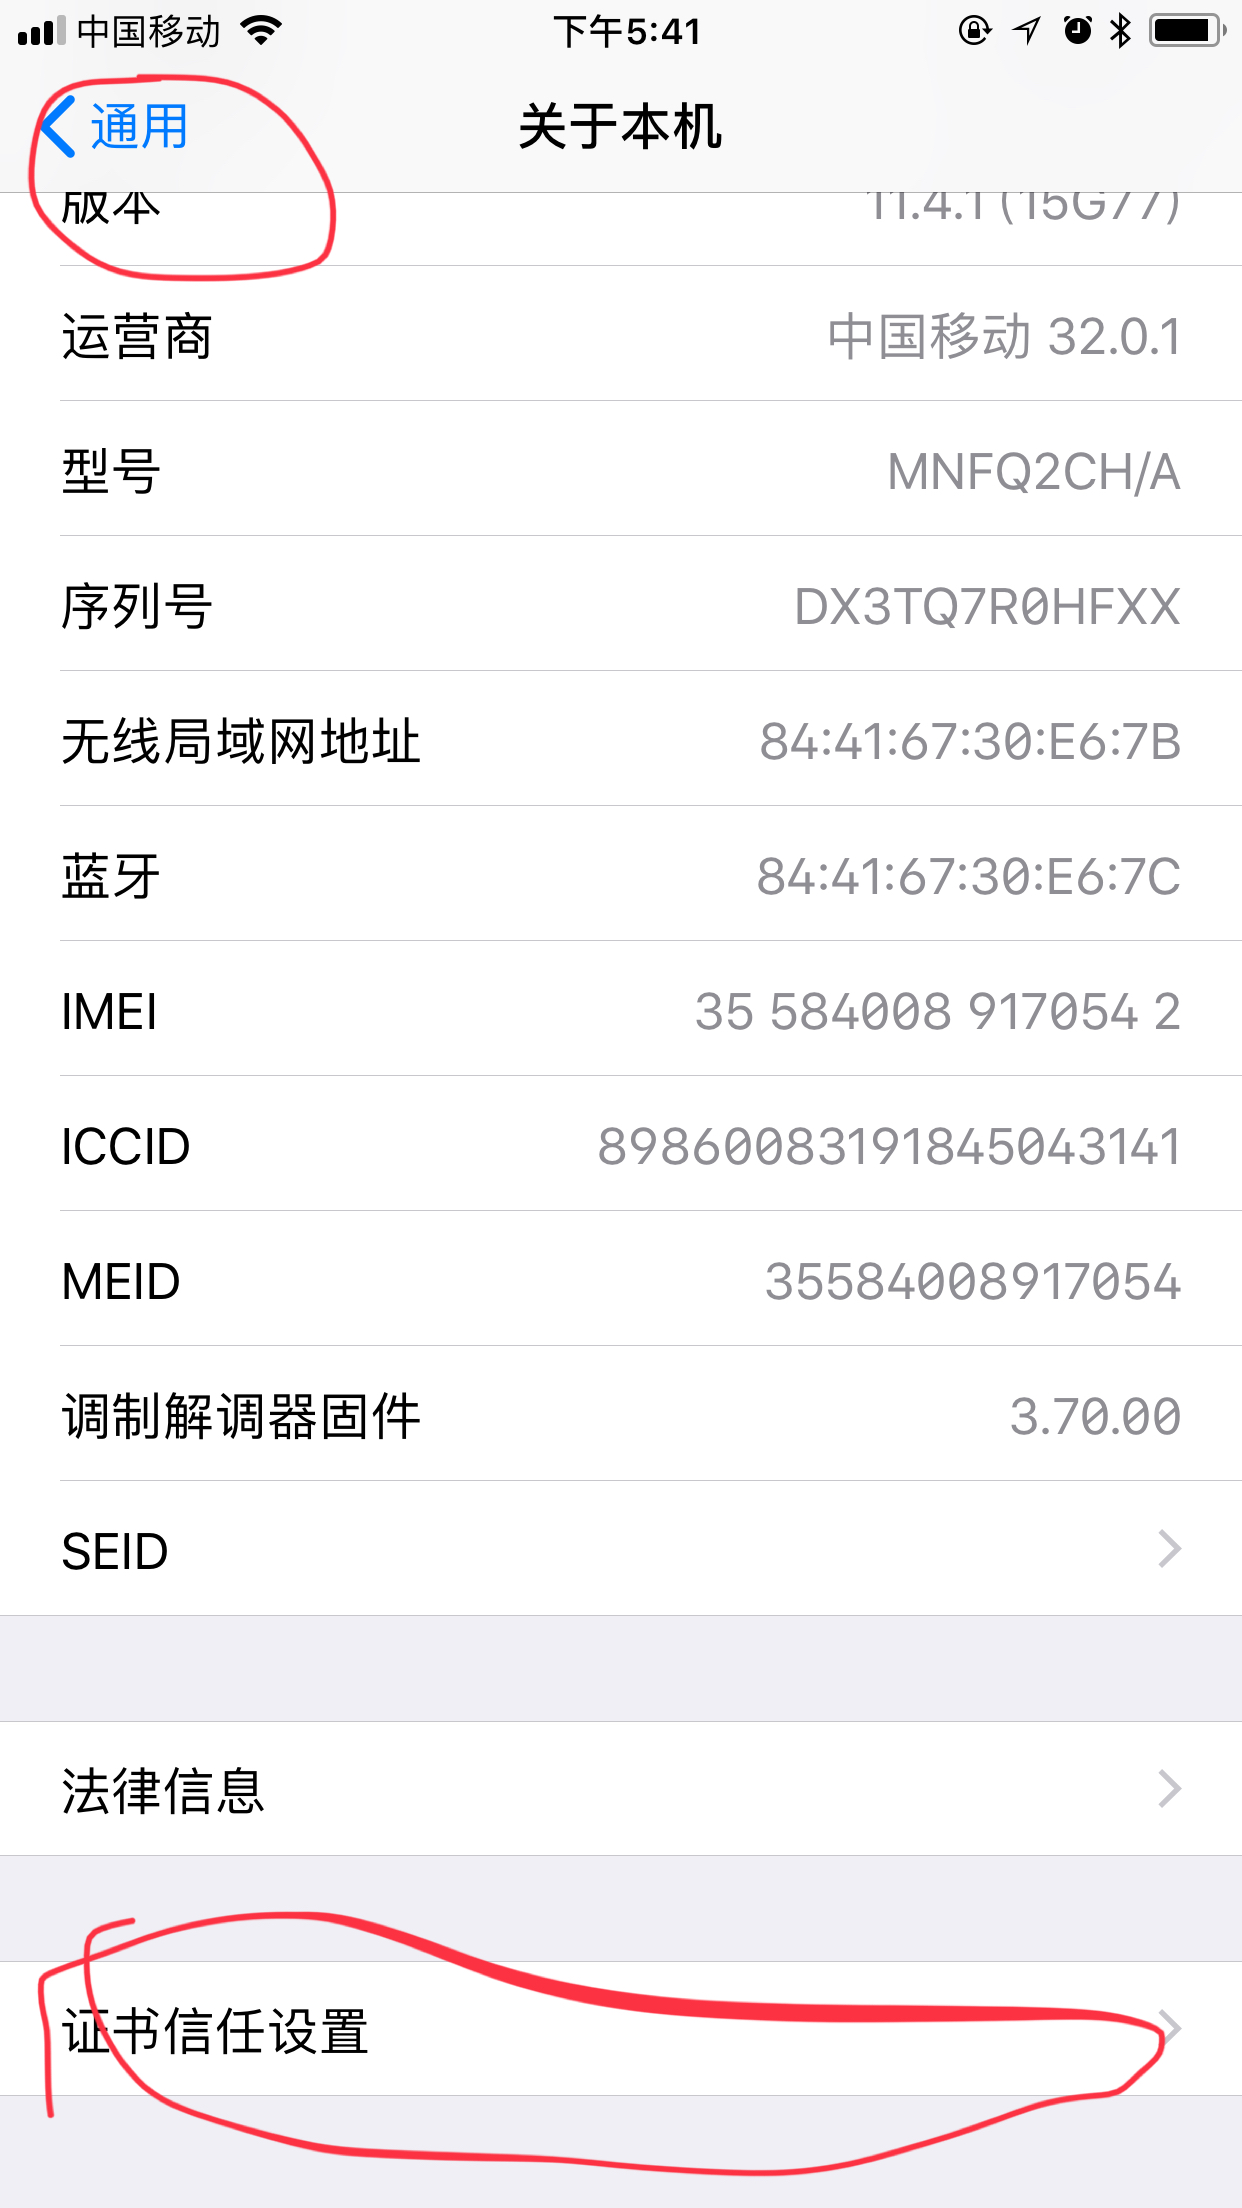 中国移动 下午5:41
通用 关于本机
版本 11.4.1 (15G77)
运营商 中国移动 32.0.1
型号 MNFQ2CH/A
序列号 DX3TQ7R0HFXX
无线局域网地址 84:41:67:30:E6:7B
蓝牙 84:41:67:30:E6:7C
IMEI 35 584008 917054 2
ICCID 89860083191845043141
MEID 35584008917054
调制解调器固件 3.70.00
SEID
法律信息
证书信任设置